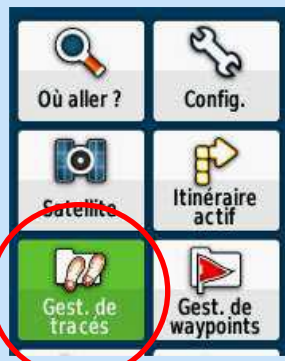 Où aller ?
Config.
Satellite
Itinéraire
actif
Gest. de
tracés
Gest. de
waypoints